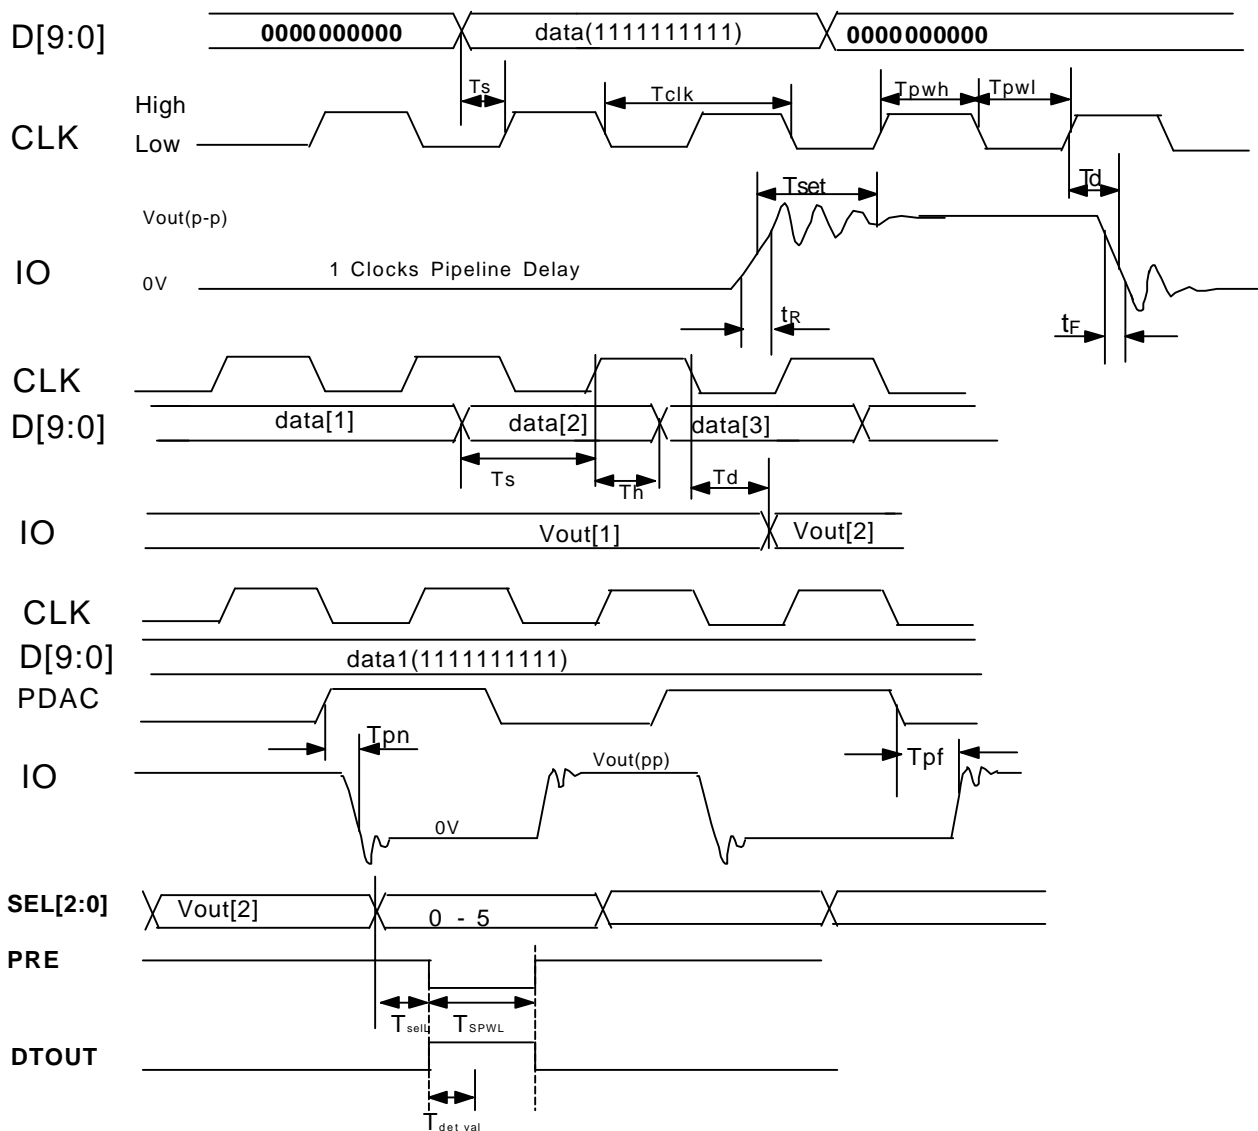 D[9:0] 0000000000 data(1111111111) 0000000000
Ts Tclk Tpwh Tpwl
High
CLK
Low
Tset Td
Vout(p-p)
IO 1 Clocks Pipeline Delay
0V
tR tF
CLK
D[9:0] data[1] data[2] data[3]
Ts Th Td
IO Vout[1] Vout[2]
CLK
D[9:0] data1(1111111111)
PDAC
Tpn Tpf
IO Vout(pp)
0V
SEL[2:0] Vout[2] 0 - 5
PRE
TselL TSPWL
DTOUT
Tdet val